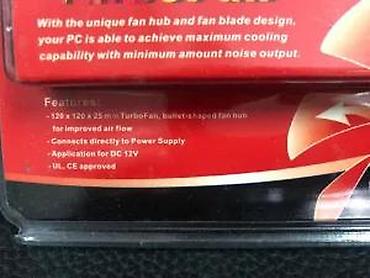 With the unique fan hub and fan blade design,
your PC is able to achieve maximum cooling
capability with minimum amount noise output.
Features:
- 120 x 120 x 25 mm TurboFan, bullet-shaped fan hub
for improved air flow
- Connects directly to Power Supply
- Application for DC 12V
- UL, CE approved